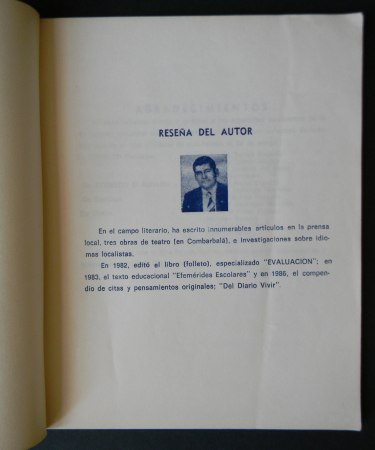 RESEÑA DEL AUTOR
En el campo literario, ha escrito innumerables artículos en la prensa
local, tres obras de teatro (en Combarbalá), e investigaciones sobre idio-
mas localistas.
En 1982, editó el libro (folleto), especializado "EVALUACION"; en
1983, el texto educacional "Efemérides Escolares" y en 1986, el compen-
dio de citas y pensamientos originales; "Del Diario Vivir".